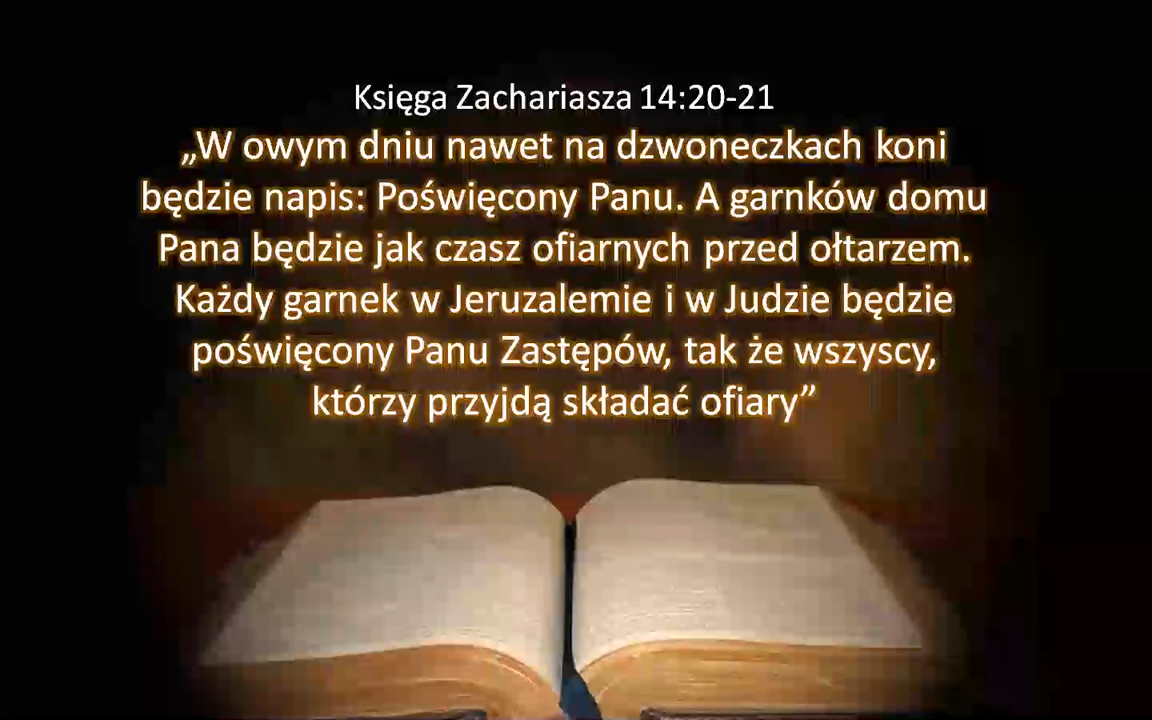 Księga Zachariasza 14:20-21
„W owym dniu nawet na dzwoneczkach koni
będzie napis: Poświęcony Panu. A garnków domu
Pana będzie jak czasz ofiarnych przed ołtarzem.
Każdy garnek w Jeruzalemie i w Judzie będzie
poświęcony Panu Zastępów, tak że wszyscy,
którzy przyjdą składać ofiary”